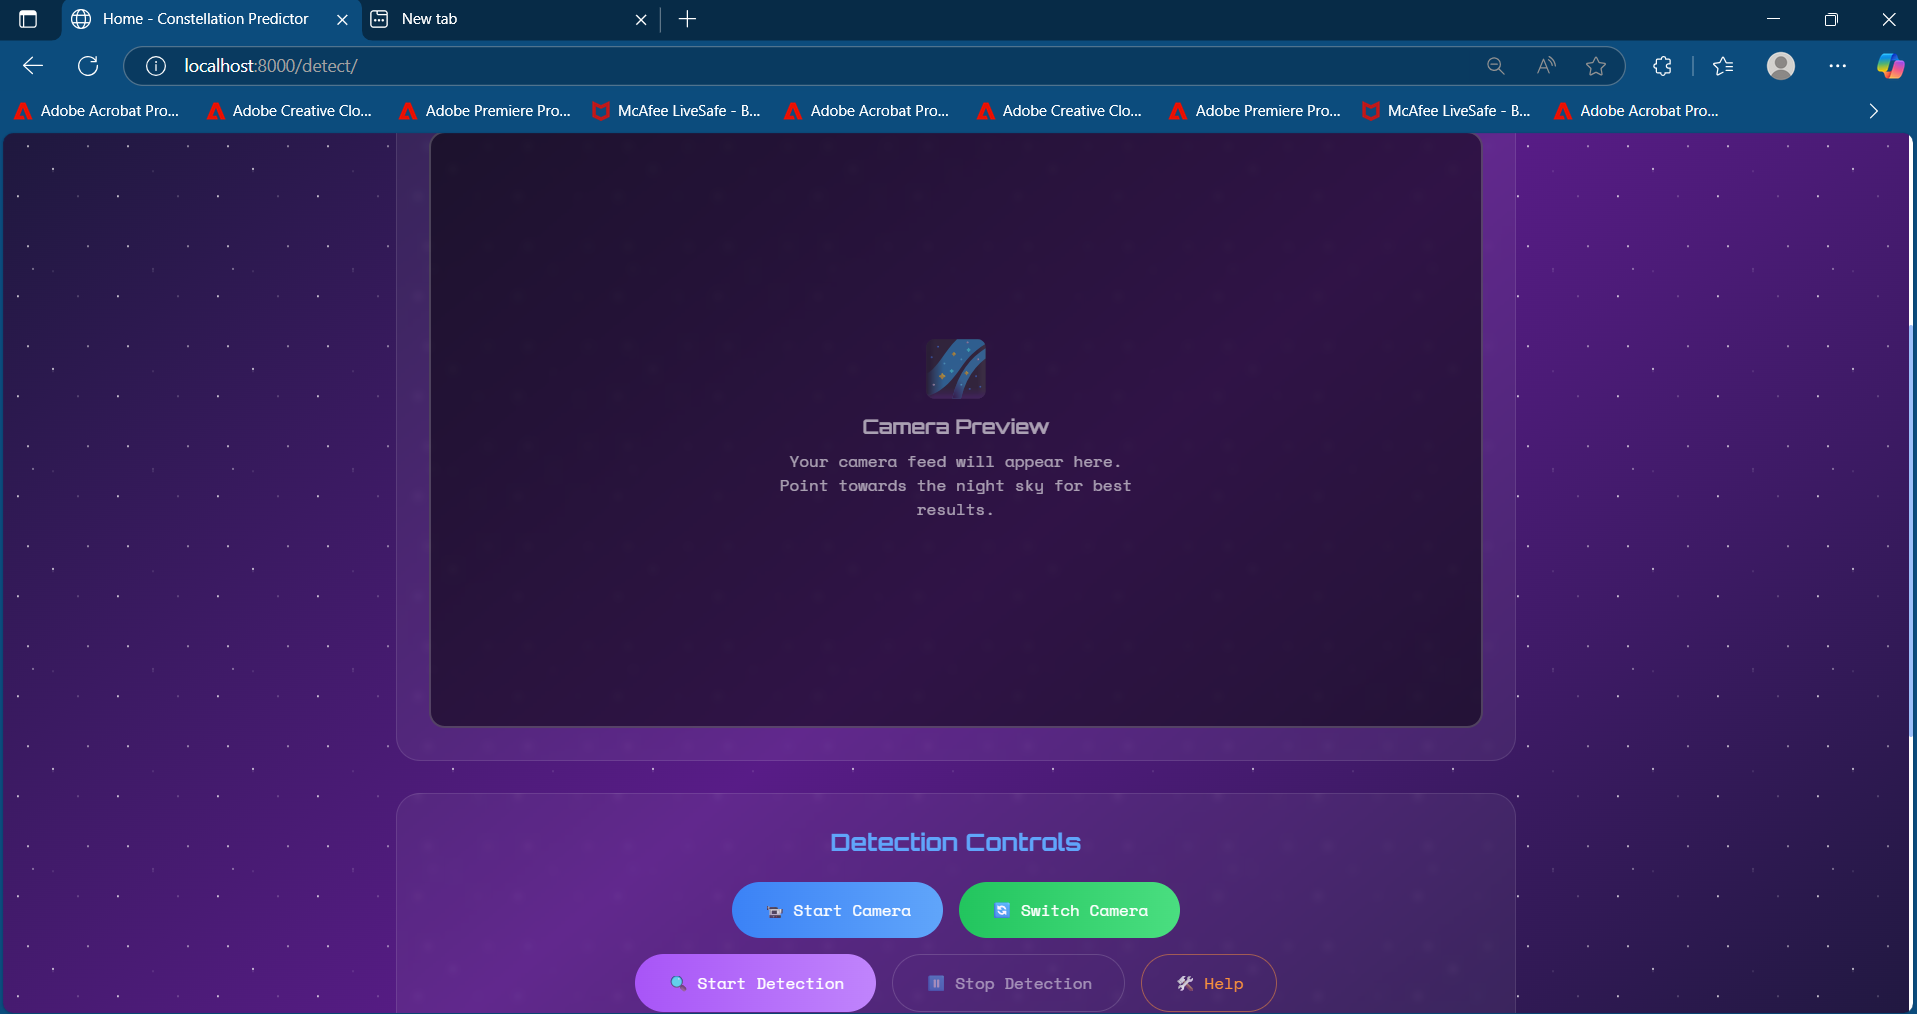 Home - Constellation Predictor
New tab
localhost:8000/detect/
Adobe Acrobat Pro...
Adobe Creative Clo...
Adobe Premiere Pro...
McAfee LiveSafe - B...
Adobe Acrobat Pro...
Adobe Creative Clo...
Adobe Premiere Pro...
McAfee LiveSafe - B...
Adobe Acrobat Pro...
Camera Preview
Your camera feed will appear here.
Point towards the night sky for best
results.
Detection Controls
Start Camera
Switch Camera
Start Detection
Stop Detection
Help